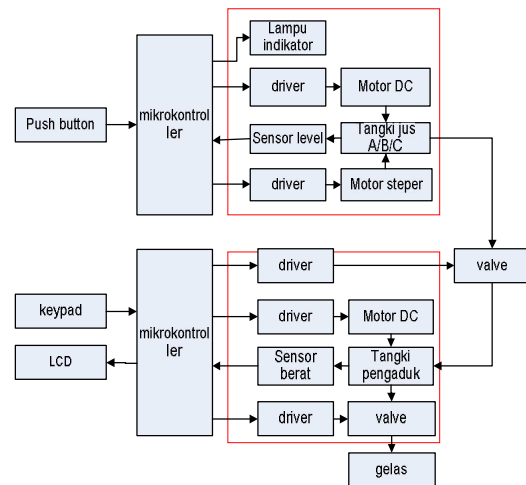 Lampu
indikator
driver
Motor DC
mikrokontrol
ler
Push button
Sensor level
Tangki jus
A/B/C
driver
Motor steper
driver
valve
keypad
driver
Motor DC
mikrokontrol
ler
LCD
Sensor
berat
Tangki
pengaduk
driver
valve
gelas